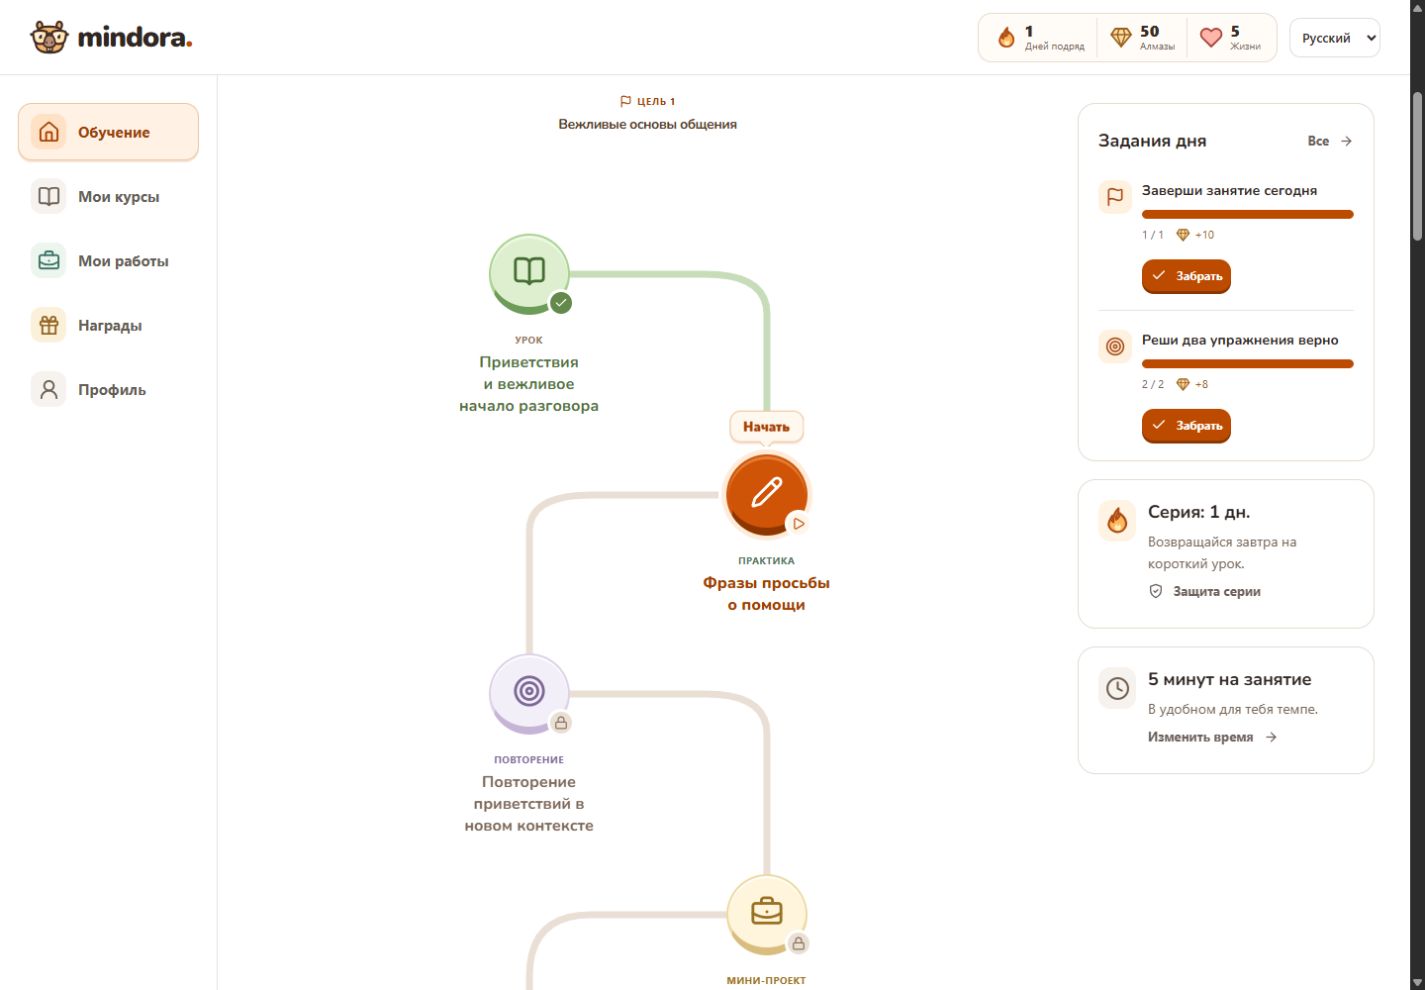 mindora.
1
Дней подряд
50
Алмазы
5
Жизни
Русский
Обучение
Мои курсы
Мои работы
Награды
Профиль
ЦЕЛЬ 1
Вежливые основы общения
УРОК
Приветствия
и вежливое
начало разговора
Начать
ПРАКТИКА
Фразы просьбы
о помощи
ПОВТОРЕНИЕ
Повторение
приветствий в
новом контексте
МИНИ-ПРОЕКТ
Задания дня
Все
Заверши занятие сегодня
1 / 1
+10
Забрать
Реши два упражнения верно
2 / 2
+8
Забрать
Серия: 1 дн.
Возвращайся завтра на
короткий урок.
Защита серии
5 минут на занятие
В удобном для тебя темпе.
Изменить время